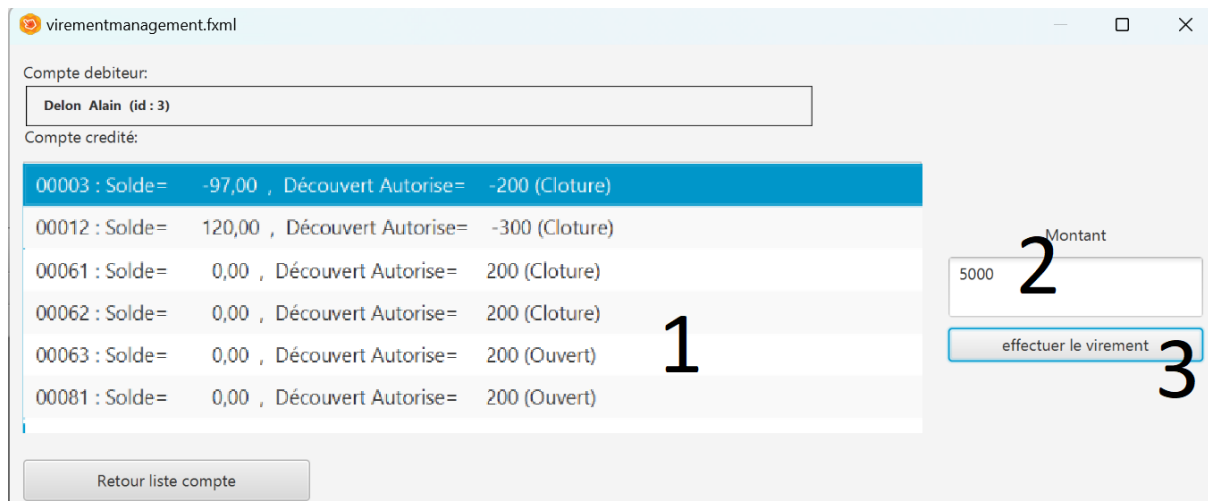 virementmanagement.fxml
Compte debiteur:
Delon Alain (id : 3)
Compte credité:
00003 : Solde= -97,00 , Découvert Autorise= -200 (Cloture)
00012 : Solde= 120,00 , Découvert Autorise= -300 (Cloture)
00061 : Solde= 0,00 , Découvert Autorise= 200 (Cloture)
00062 : Solde= 0,00 , Découvert Autorise= 200 (Cloture)
00063 : Solde= 0,00 , Découvert Autorise= 200 (Ouvert)
00081 : Solde= 0,00 , Découvert Autorise= 200 (Ouvert)
1
Montant
2
5000
effectuer le virement
3
Retour liste compte